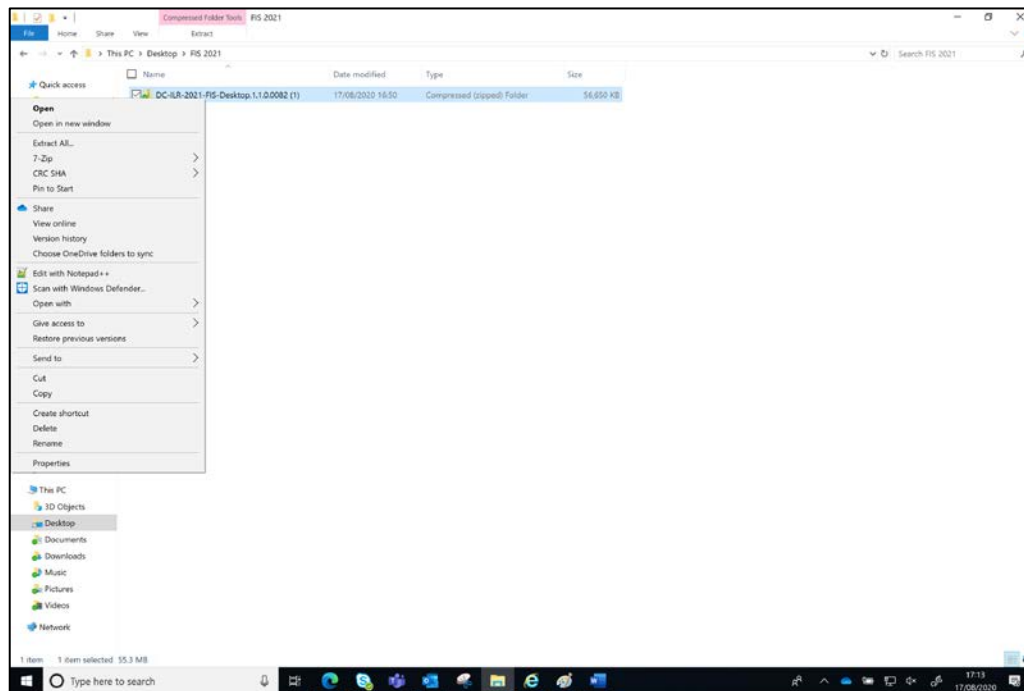 Compressed Folder Tools FIS 2021
File Home Share View Extract
This PC > Desktop > FIS 2021 Search FIS 2021
Name Date modified Type Size
Quick access
DC-ILR-2021-FIS-Desktop.1.1.0.0082 (1) 17/08/2020 16:50 Compressed (zipped) Folder 56,650 KB
Open
Open in new window
Extract All...
7-Zip
CRC SHA
Pin to Start
Share
View online
Version history
Choose OneDrive folders to sync
Edit with Notepad++
Scan with Windows Defender...
Open with
Give access to
Restore previous versions
Send to
Cut
Copy
Create shortcut
Delete
Rename
Properties
This PC
3D Objects
Desktop
Documents
Downloads
Music
Pictures
Videos
Network
1 item 1 item selected 55.3 MB
Type here to search
17:13
17/08/2020